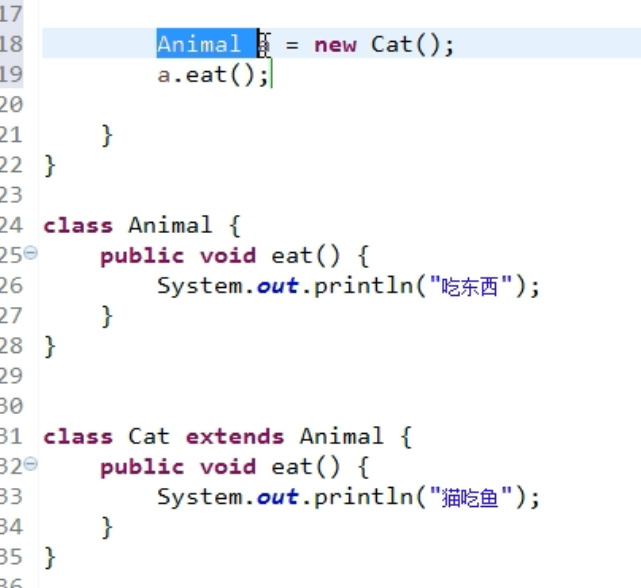 17
18 Animal a = new Cat();
19 a.eat();
20
21 }
22 }
23
24 class Animal {
25 public void eat() {
26 System.out.println("吃东西");
27 }
28 }
29
30
31 class Cat extends Animal {
32 public void eat() {
33 System.out.println("猫吃鱼");
34 }
35 }
36